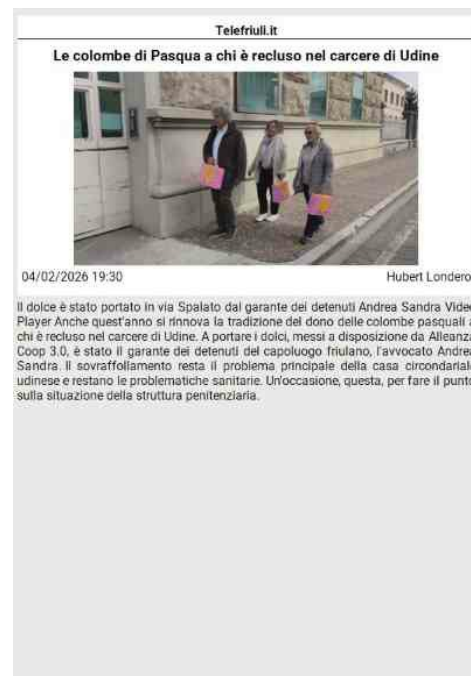 Telefriuli.it
Le colombe di Pasqua a chi è recluso nel carcere di Udine
04/02/2026 19:30
Hubert Londero
Il dolce è stato portato in via Spalato dal garante dei detenuti Andrea Sandra Video
Player Anche quest'anno si rinnova la tradizione del dono delle colombe pasquali a
chi è recluso nel carcere di Udine. A portare i dolci, messi a disposizione da Alleanza
Coop 3.0, è stato il garante dei detenuti del capoluogo friulano, l'avvocato Andrea
Sandra. Il sovraffollamento resta il problema principale della casa circondariale
udinese e restano le problematiche sanitarie. Un'occasione, questa, per fare il punto
sulla situazione della struttura penitenziaria.